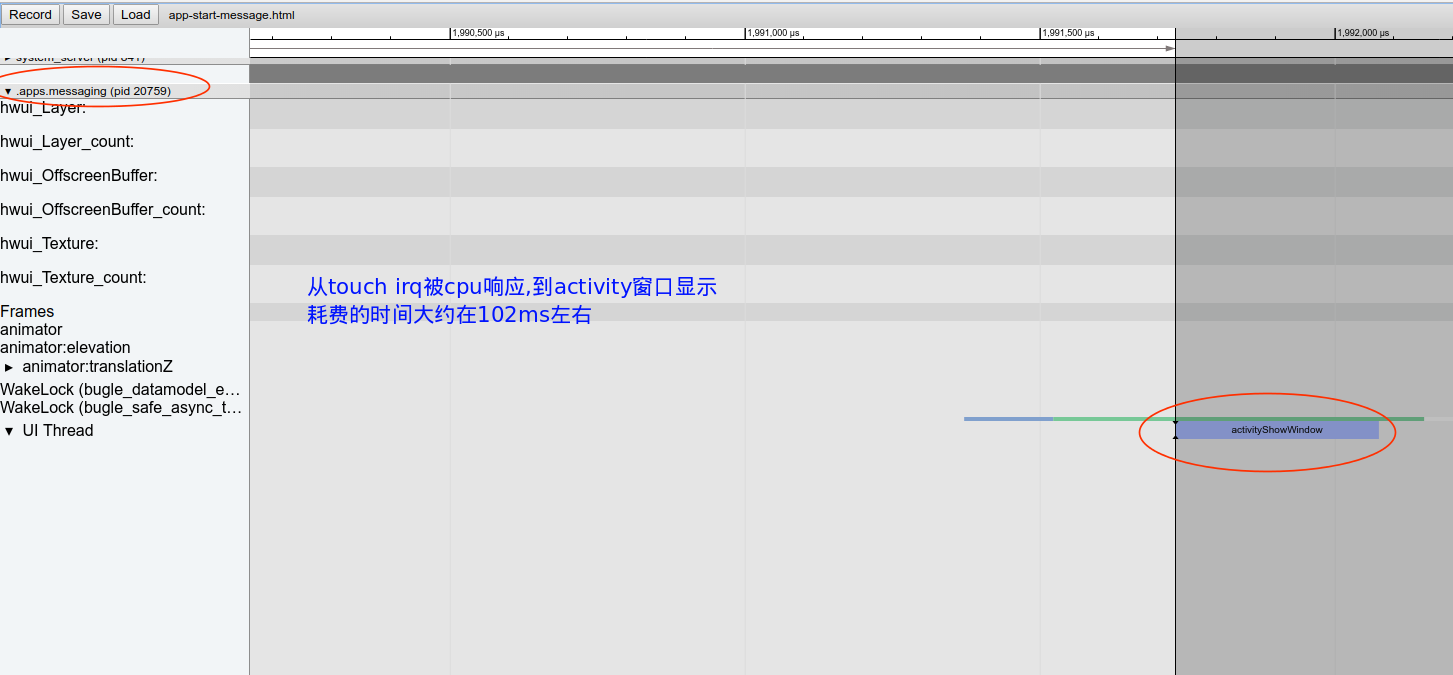 Record Save Load app-start-message.html
1,990,500 µs 1,991,000 µs 1,991,500 µs 1,992,000 µs
▸ system_server (pid 841)
▾ .apps.messaging (pid 20759)
hwui_Layer:
hwui_Layer_count:
hwui_OffscreenBuffer:
hwui_OffscreenBuffer_count:
hwui_Texture:
hwui_Texture_count:
从touch irq被cpu响应,到activity窗口显示
耗费的时间大约在102ms左右
Frames
animator
animator:elevation
▸ animator:translationZ
WakeLock (bugle_datamodel_e…
WakeLock (bugle_safe_async_t…
▾ UI Thread
activityShowWindow